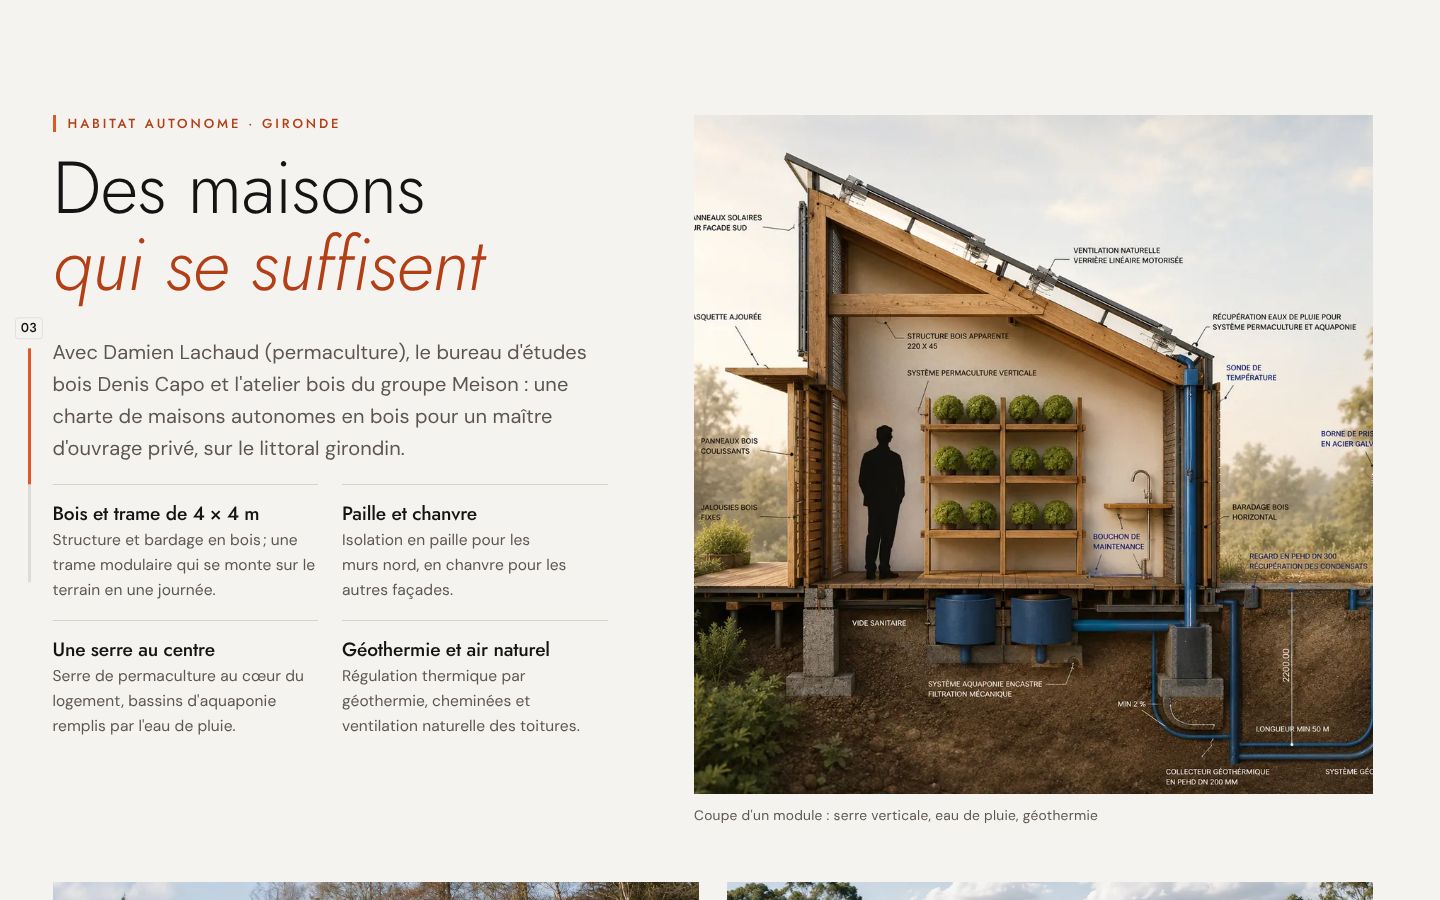 HABITAT AUTONOME · GIRONDE
Des maisons
qui se suffisent
03
Avec Damien Lachaud (permaculture), le bureau d'études
bois Denis Capo et l'atelier bois du groupe Meison : une
charte de maisons autonomes en bois pour un maître
d'ouvrage privé, sur le littoral girondin.
Bois et trame de 4 × 4 m
Structure et bardage en bois ; une
trame modulaire qui se monte sur le
terrain en une journée.
Paille et chanvre
Isolation en paille pour les
murs nord, en chanvre pour les
autres façades.
Une serre au centre
Serre de permaculture au cœur du
logement, bassins d'aquaponie
remplis par l'eau de pluie.
Géothermie et air naturel
Régulation thermique par
géothermie, cheminées et
ventilation naturelle des toitures.
ANNEAUX SOLAIRES
UR FACADE SUD
VENTILATION NATURELLE
VERRIÈRE LINÉAIRE MOTORISÉE
ASQUETTE AJOURÉE
RÉCUPÉRATION EAUX DE PLUIE POUR
SYSTÈME PERMACULTURE ET AQUAPONIE
STRUCTURE BOIS APPARENTE
220 X 45
SYSTÈME PERMACULTURE VERTICALE
SONDE DE
TEMPÉRATURE
PANNEAUX BOIS
COULISSANTS
BORNE DE PRIS
EN ACIER GALV
JALOUSIES BOIS
FIXES
BARADAGE BOIS
HORIZONTAL
BOUCHON DE
MAINTENANCE
REGARD EN PEHD DN 300
RÉCUPÉRATION DES CONDENSATS
VIDE SANITAIRE
2200.00
SYSTÈME AQUAPONIE ENCASTRE
FILTRATION MÉCANIQUE
MIN 2 %
LONGUEUR MIN 50 M
COLLECTEUR GÉOTHERMIQUE
EN PEHD DN 200 MM
SYSTÈME GÉO
Coupe d'un module : serre verticale, eau de pluie, géothermie